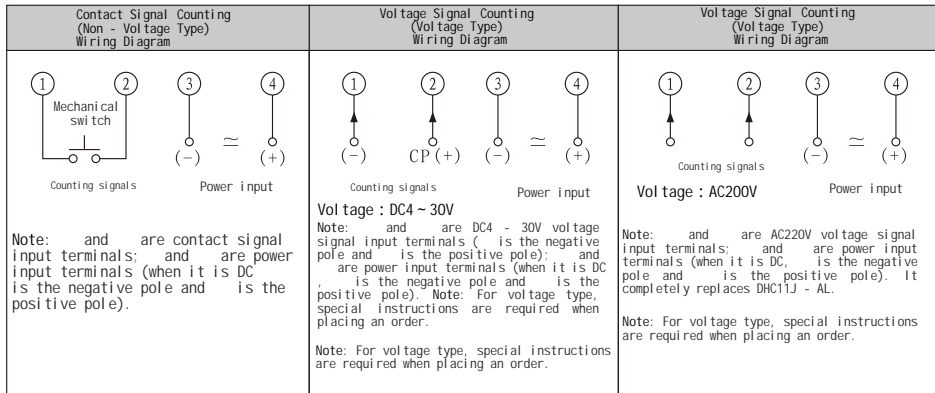 Contact Signal Counting
(Non - Voltage Type)
Wiring Diagram
1 2 3 4
Mechanical
switch
(−) ≃ (+)
Counting signals Power input
Note: and are contact signal
input terminals; and are power
input terminals (when it is DC
is the negative pole and is the
positive pole).
Voltage Signal Counting
(Voltage Type)
Wiring Diagram
1 2 3 4
(−) CP(+) (−) ≃ (+)
Counting signals Power input
Voltage：DC4～30V
Note: and are DC4 - 30V voltage
signal input terminals ( is the negative
pole and is the positive pole); and
are power input terminals (when it is DC
, is the negative pole and is the
positive pole). Note: For voltage type,
special instructions are required when
placing an order.
Note: For voltage type, special instructions
are required when placing an order.
Voltage Signal Counting
(Voltage Type)
Wiring Diagram
1 2 3 4
(−) ≃ (+)
Counting signals
Voltage：AC200V Power input
Note: and are AC220V voltage signal
input terminals; and are power input
terminals (when it is DC, is the negative
pole and is the positive pole). It
completely replaces DHC11J - AL.
Note: For voltage type, special instructions
are required when placing an order.